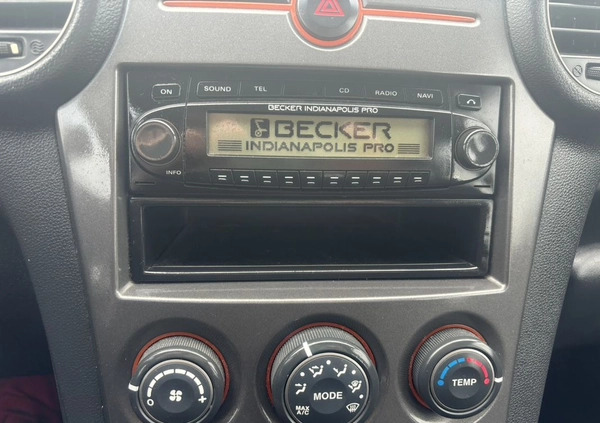 ON SOUND TEL CD RADIO NAVI
BECKER INDIANAPOLIS PRO
BECKER
INDIANAPOLIS PRO
INFO
O +
MODE
MAX
A/C
TEMP